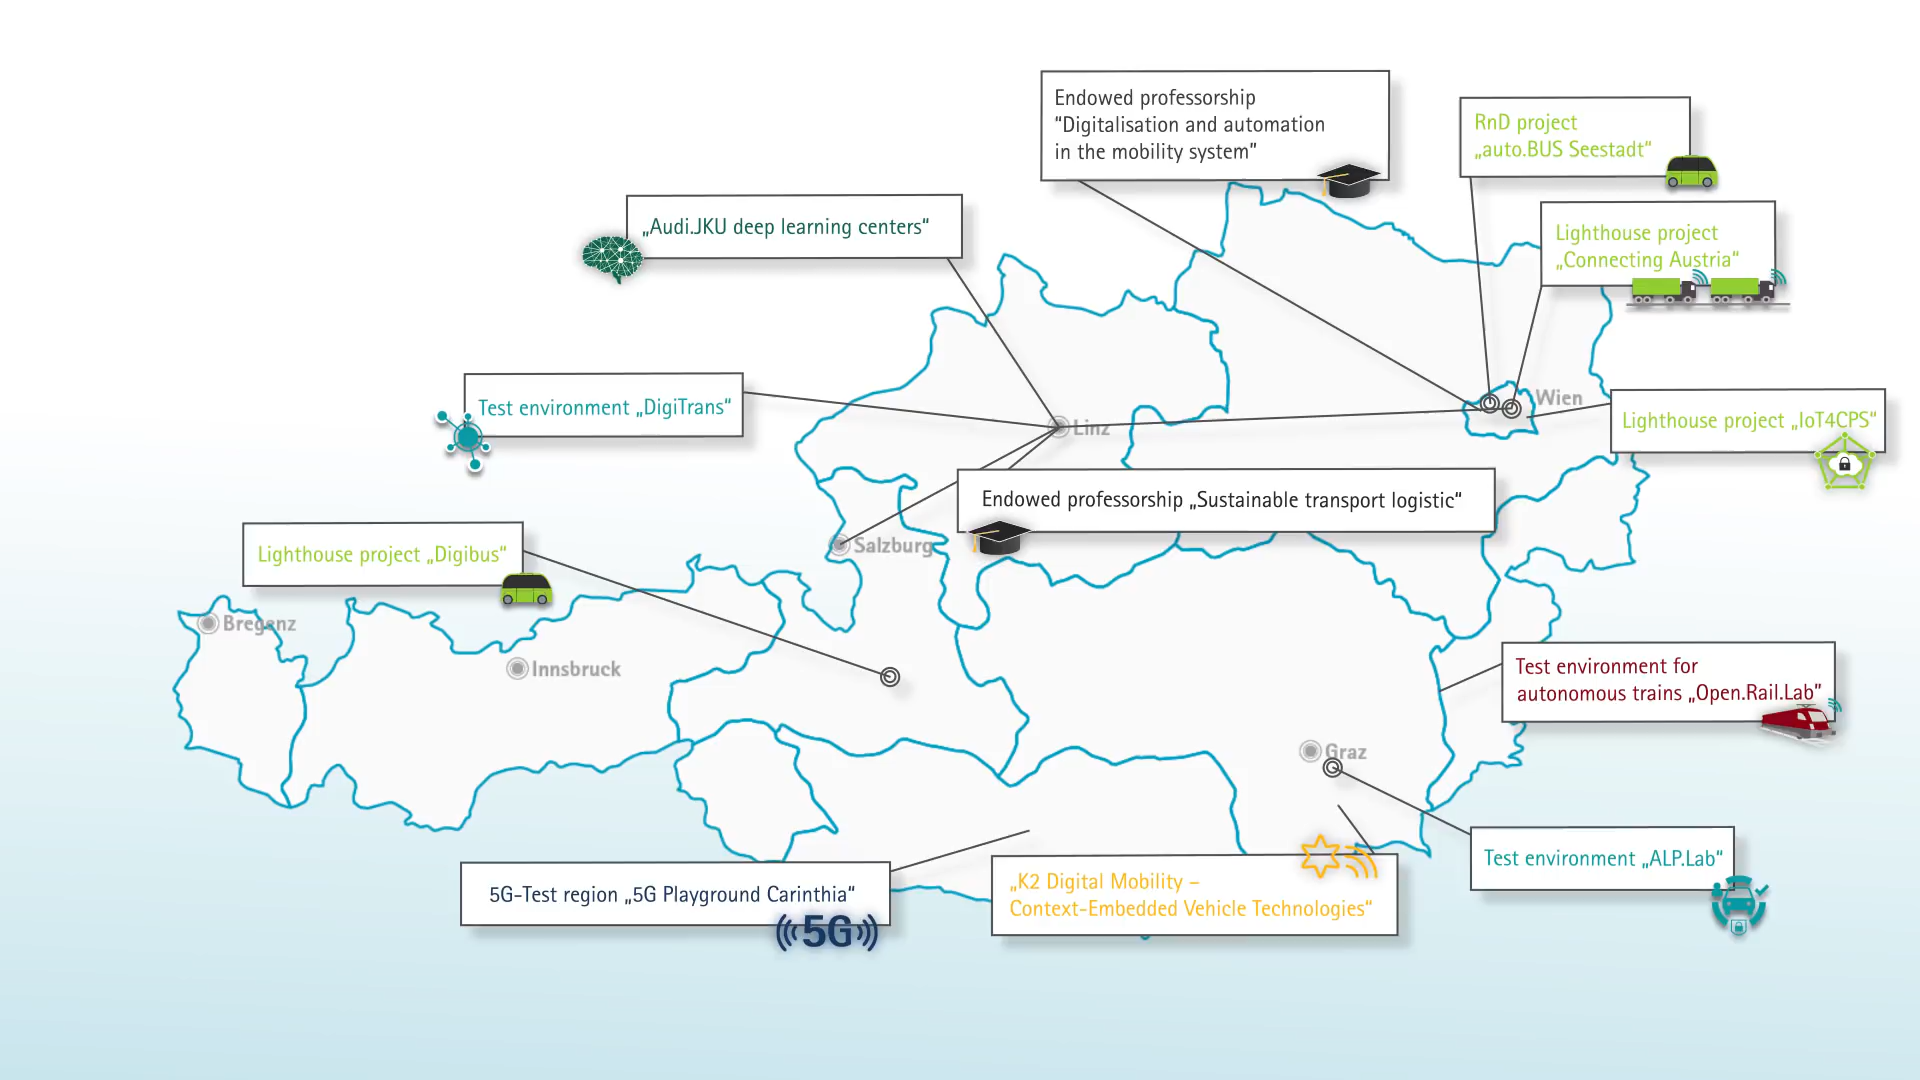 Endowed professorship
“Digitalisation and automation
in the mobility system”
RnD project
„auto.BUS Seestadt“
„Audi.JKU deep learning centers“
Lighthouse project
„Connecting Austria“
Test environment „DigiTrans“
Wien
Linz
Lighthouse project „IoT4CPS“
Endowed professorship „Sustainable transport logistic“
Salzburg
Lighthouse project „Digibus“
Bregenz
Innsbruck
Test environment for
autonomous trains „Open.Rail.Lab“
Graz
Test environment „ALP.Lab“
5G-Test region „5G Playground Carinthia“
5G
„K2 Digital Mobility –
Context-Embedded Vehicle Technologies“